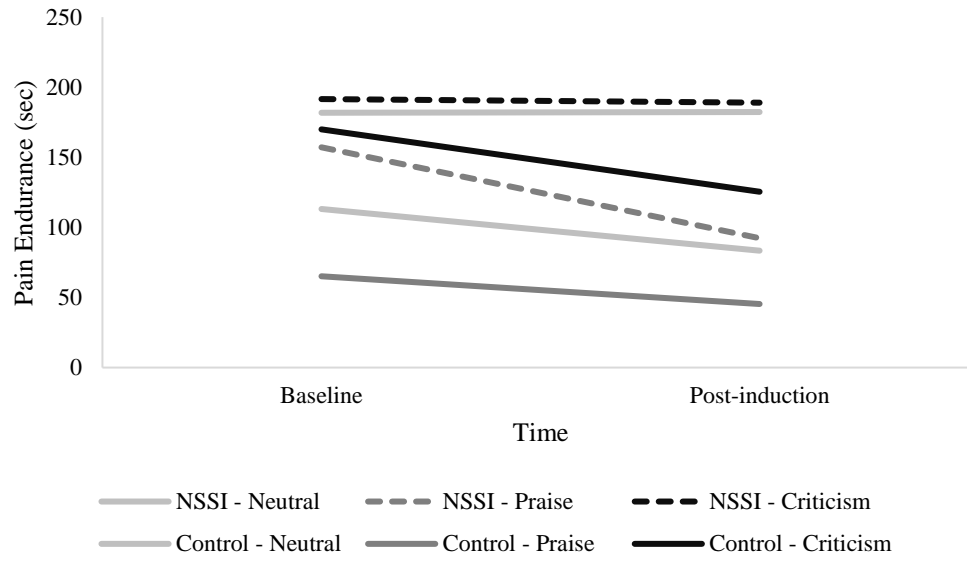 250
200
150
100
50
0
Pain Endurance (sec)
Baseline Post-induction
Time
NSSI - Neutral NSSI - Praise NSSI - Criticism
Control - Neutral Control - Praise Control - Criticism